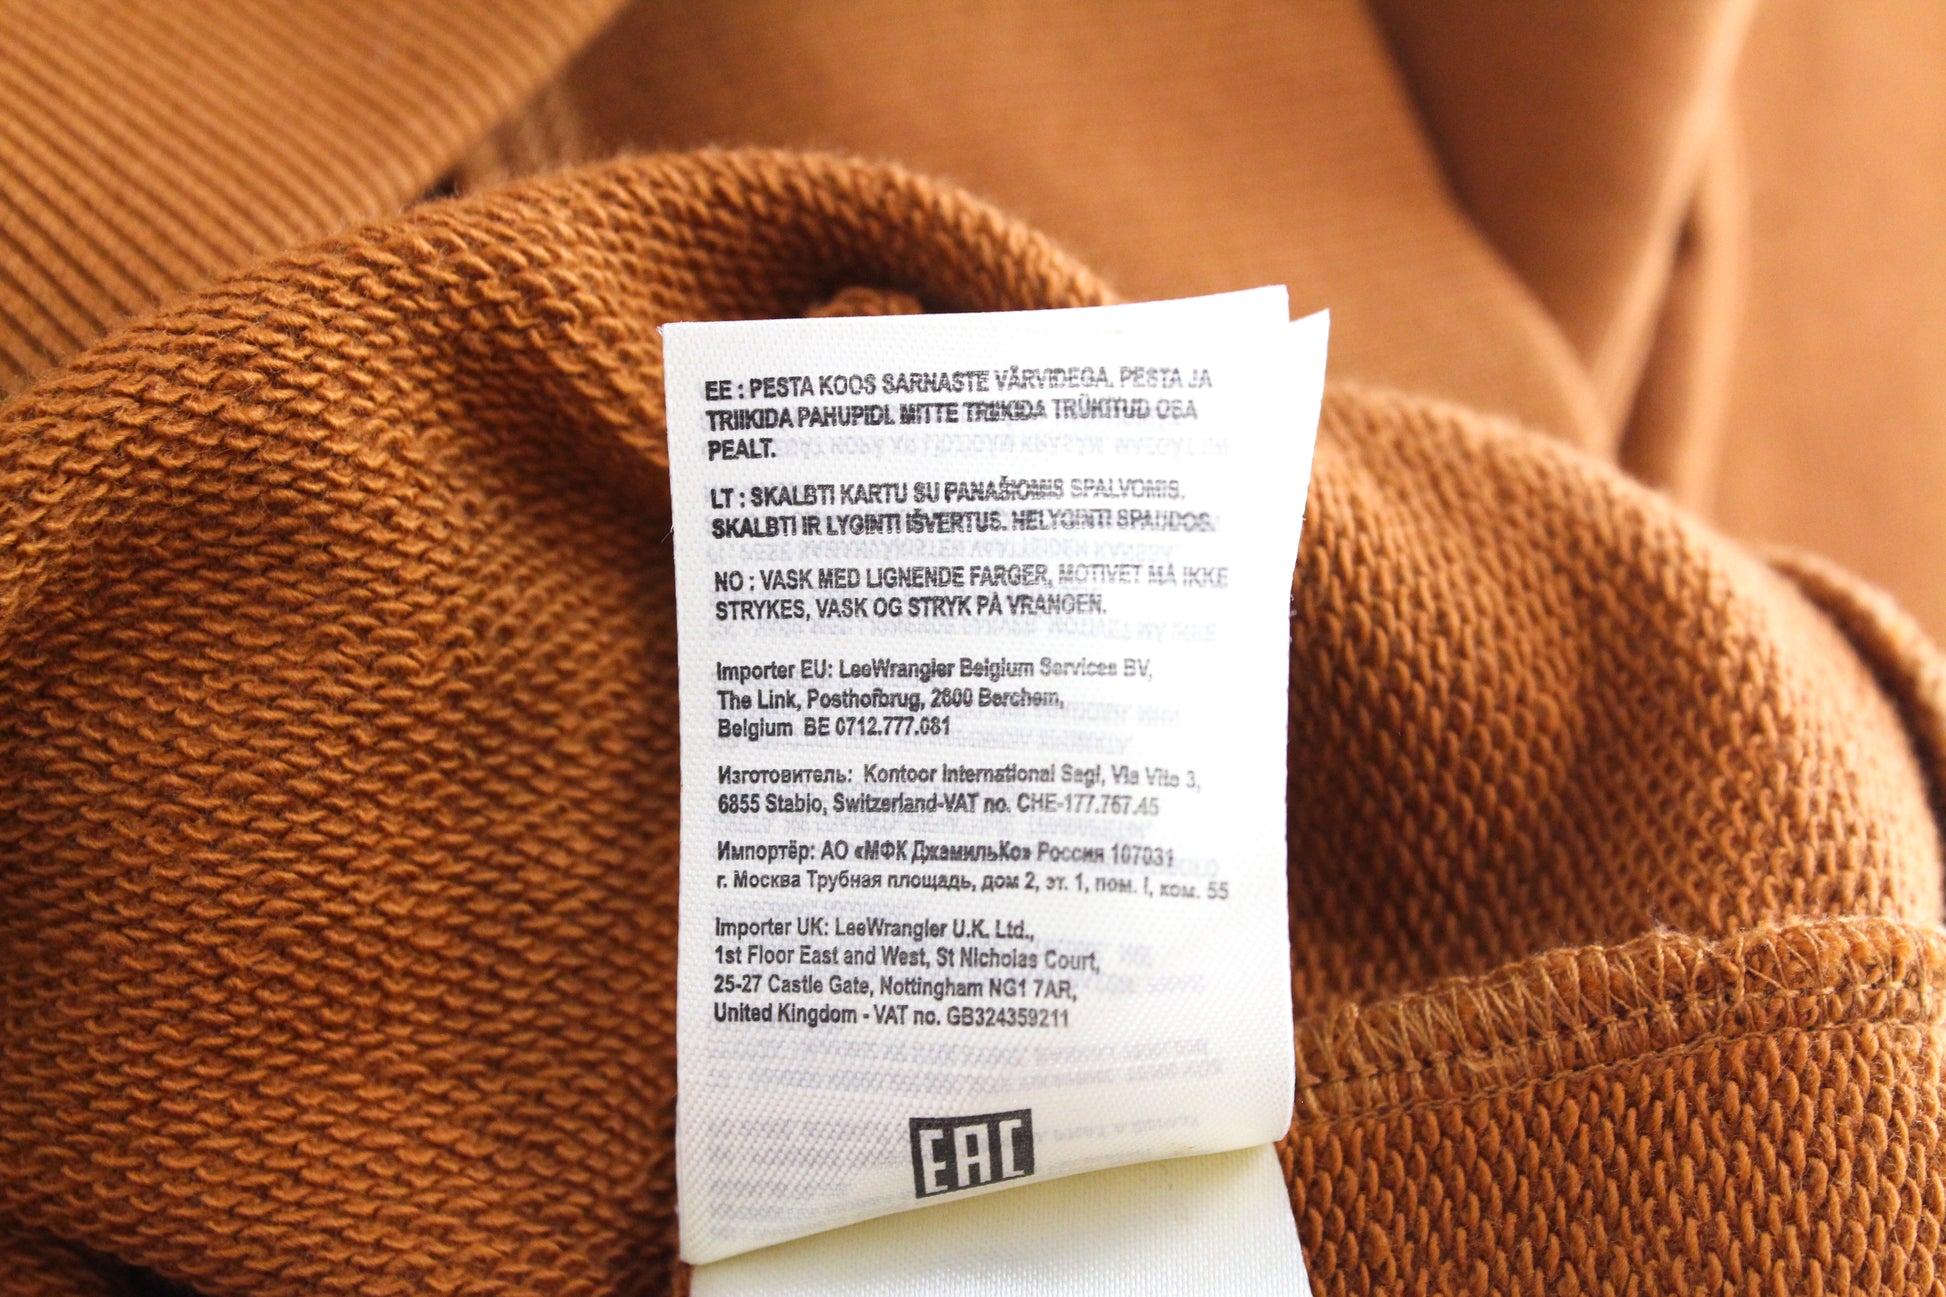 EE : PESTA KOOS SARNASTE VÄRVIDEGA. PESTA JA
TRIIKIDA PAHUPIDI. MITTE TRIIKIDA TRÜKITUD OSA
PEALT.
LT : SKALBTI KARTU SU PANAŠIOMIS SPALVOMIS.
SKALBTI IR LYGINTI IŠVERTUS. NELYGINTI SPAUDOS.
NO : VASK MED LIGNENDE FARGER, MOTIVET MÅ IKKE
STRYKES, VASK OG STRYK PÅ VRANGEN.
Importer EU: LeeWrangler Belgium Services BV,
The Link, Posthofbrug, 2600 Berchem,
Belgium BE 0712.777.081
Изготовитель: Kontoor International Sagl, Via Vite 3,
6855 Stabio, Switzerland-VAT no. CHE-177.767.45
Импортёр: АО «МФК ДжамильКо» Россия 107031
г. Москва Трубная площадь, дом 2, эт. 1, пом. I, ком. 55
Importer UK: LeeWrangler U.K. Ltd.,
1st Floor East and West, St Nicholas Court,
25-27 Castle Gate, Nottingham NG1 7AR,
United Kingdom - VAT no. GB324359211
EAC